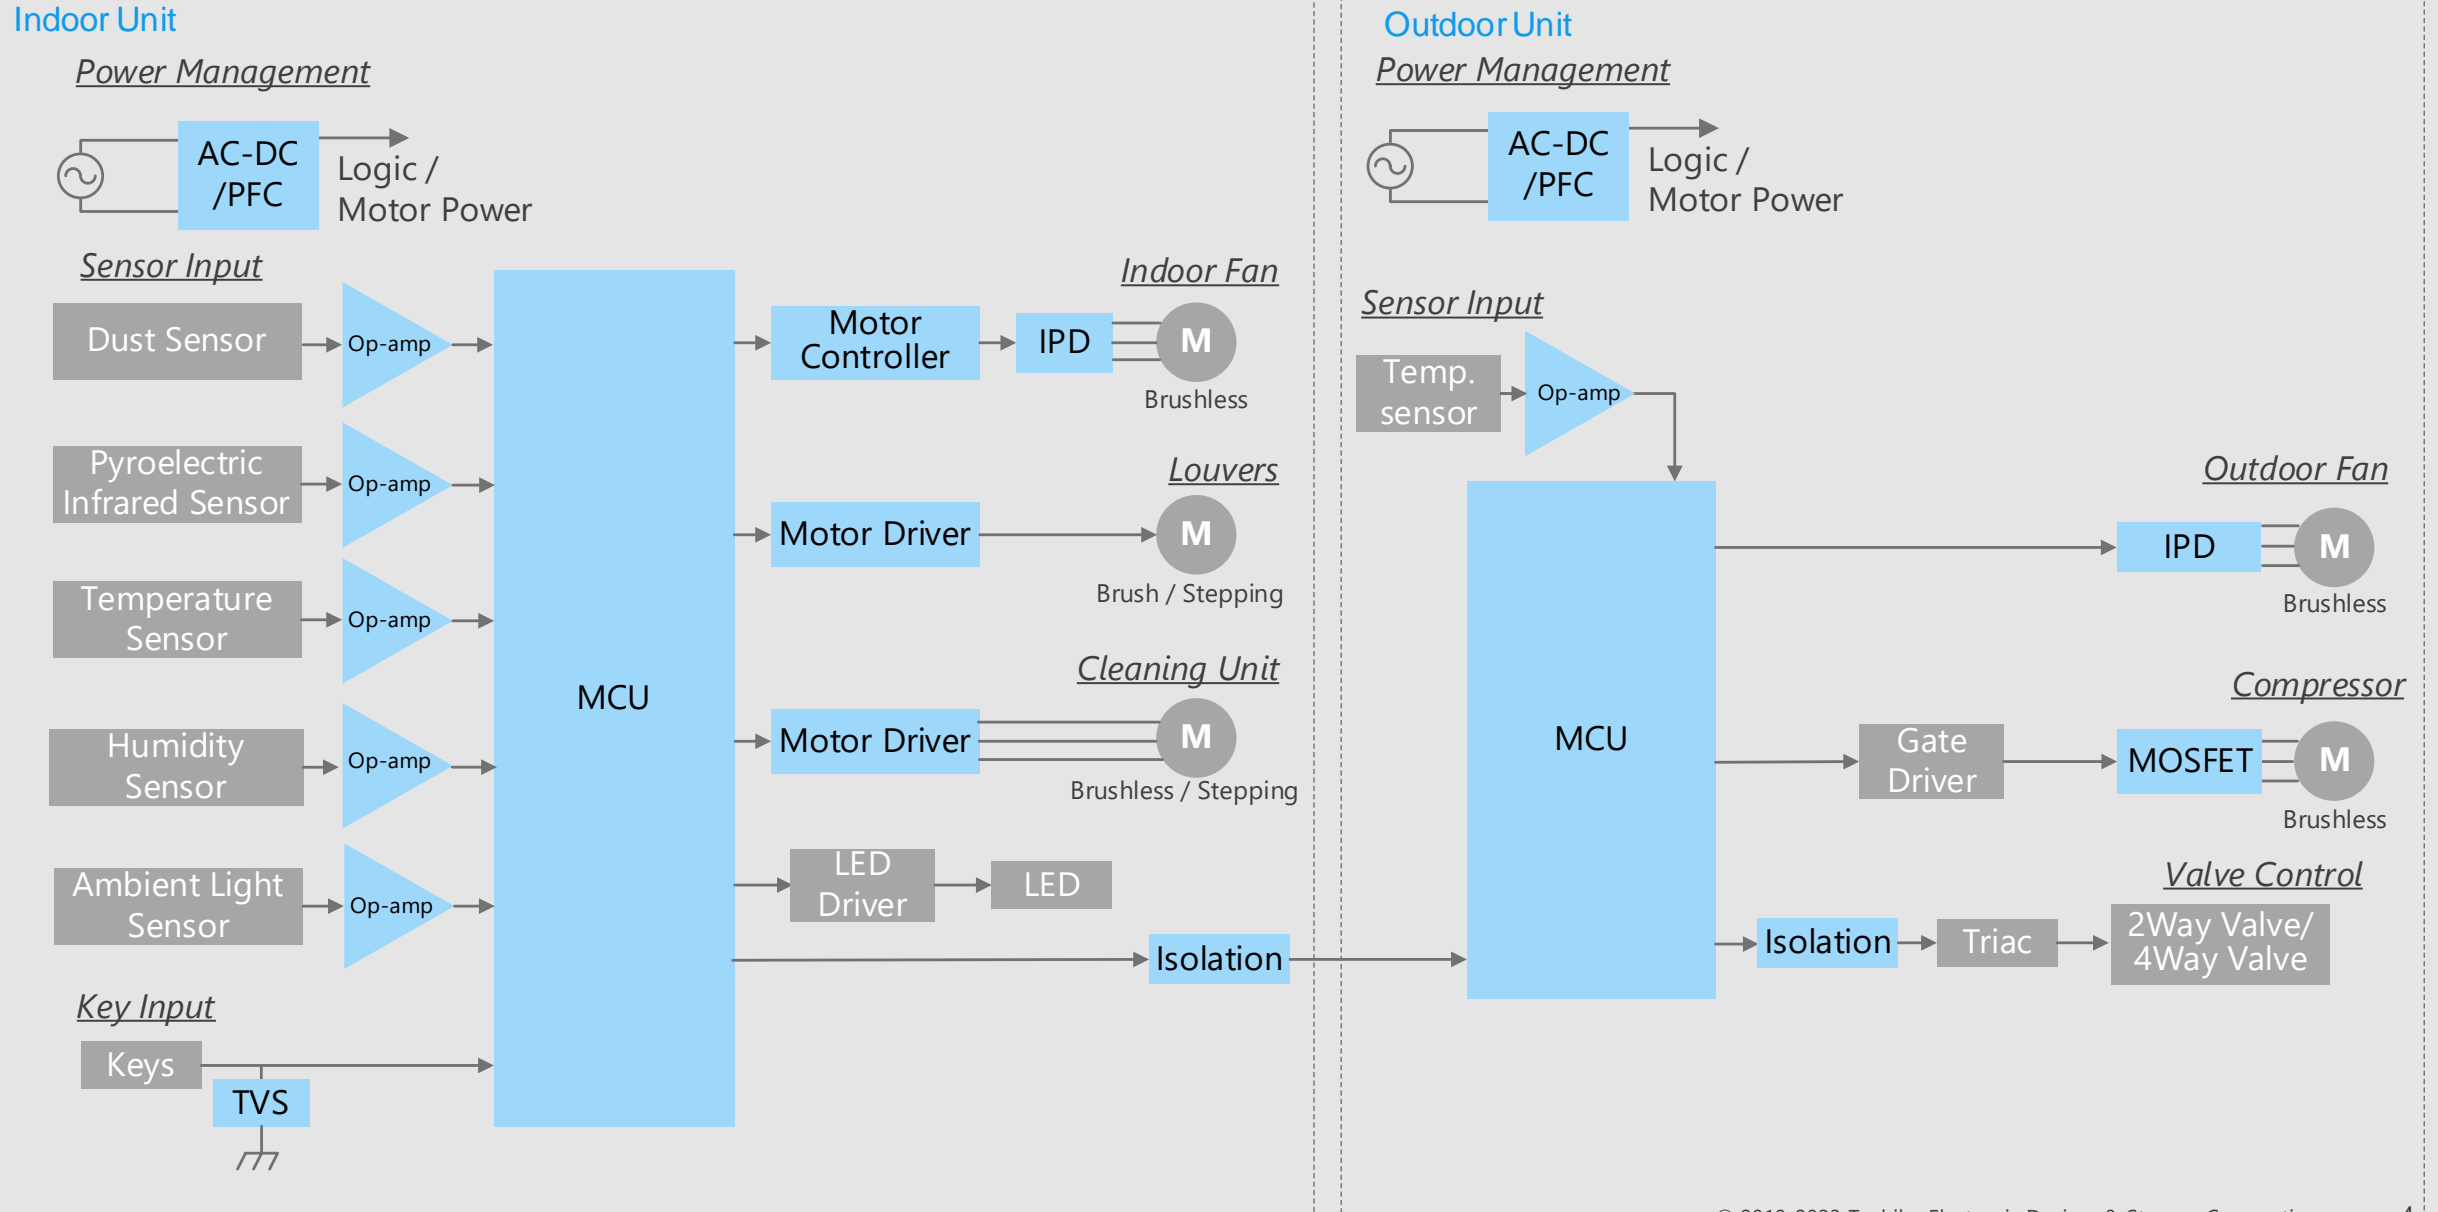 Indoor Unit
Power Management
AC-DC
/PFC
Logic /
Motor Power
Sensor Input
Dust Sensor
Op-amp
Pyroelectric
Infrared Sensor
Op-amp
Temperature
Sensor
Op-amp
Humidity
Sensor
Op-amp
Ambient Light
Sensor
Op-amp
Key Input
Keys
TVS
MCU
Indoor Fan
Motor
Controller
IPD
M
Brushless
Louvers
Motor Driver
M
Brush / Stepping
Cleaning Unit
Motor Driver
M
Brushless / Stepping
LED
Driver
LED
Isolation
Outdoor Unit
Power Management
AC-DC
/PFC
Logic /
Motor Power
Sensor Input
Temp.
sensor
Op-amp
MCU
Outdoor Fan
IPD
M
Brushless
Compressor
Gate
Driver
MOSFET
M
Brushless
Valve Control
Isolation
Triac
2Way Valve/
4Way Valve